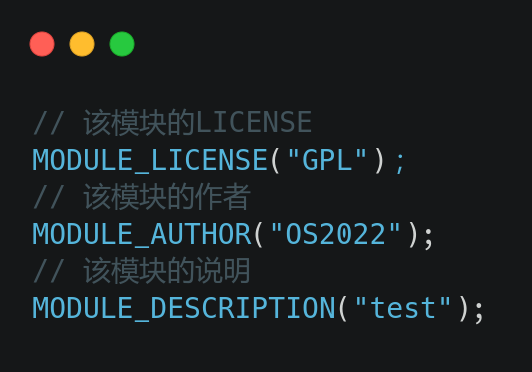 // 该模块的LICENSE
MODULE_LICENSE("GPL");
// 该模块的作者
MODULE_AUTHOR("OS2022");
// 该模块的说明
MODULE_DESCRIPTION("test");